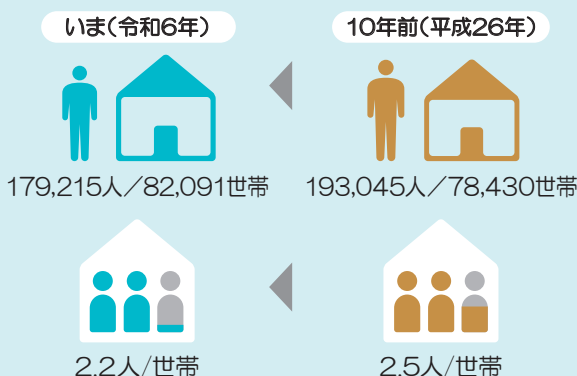 いま（令和6年）
10年前（平成26年）
179,215人／82,091世帯
193,045人／78,430世帯
2.2人/世帯
2.5人/世帯